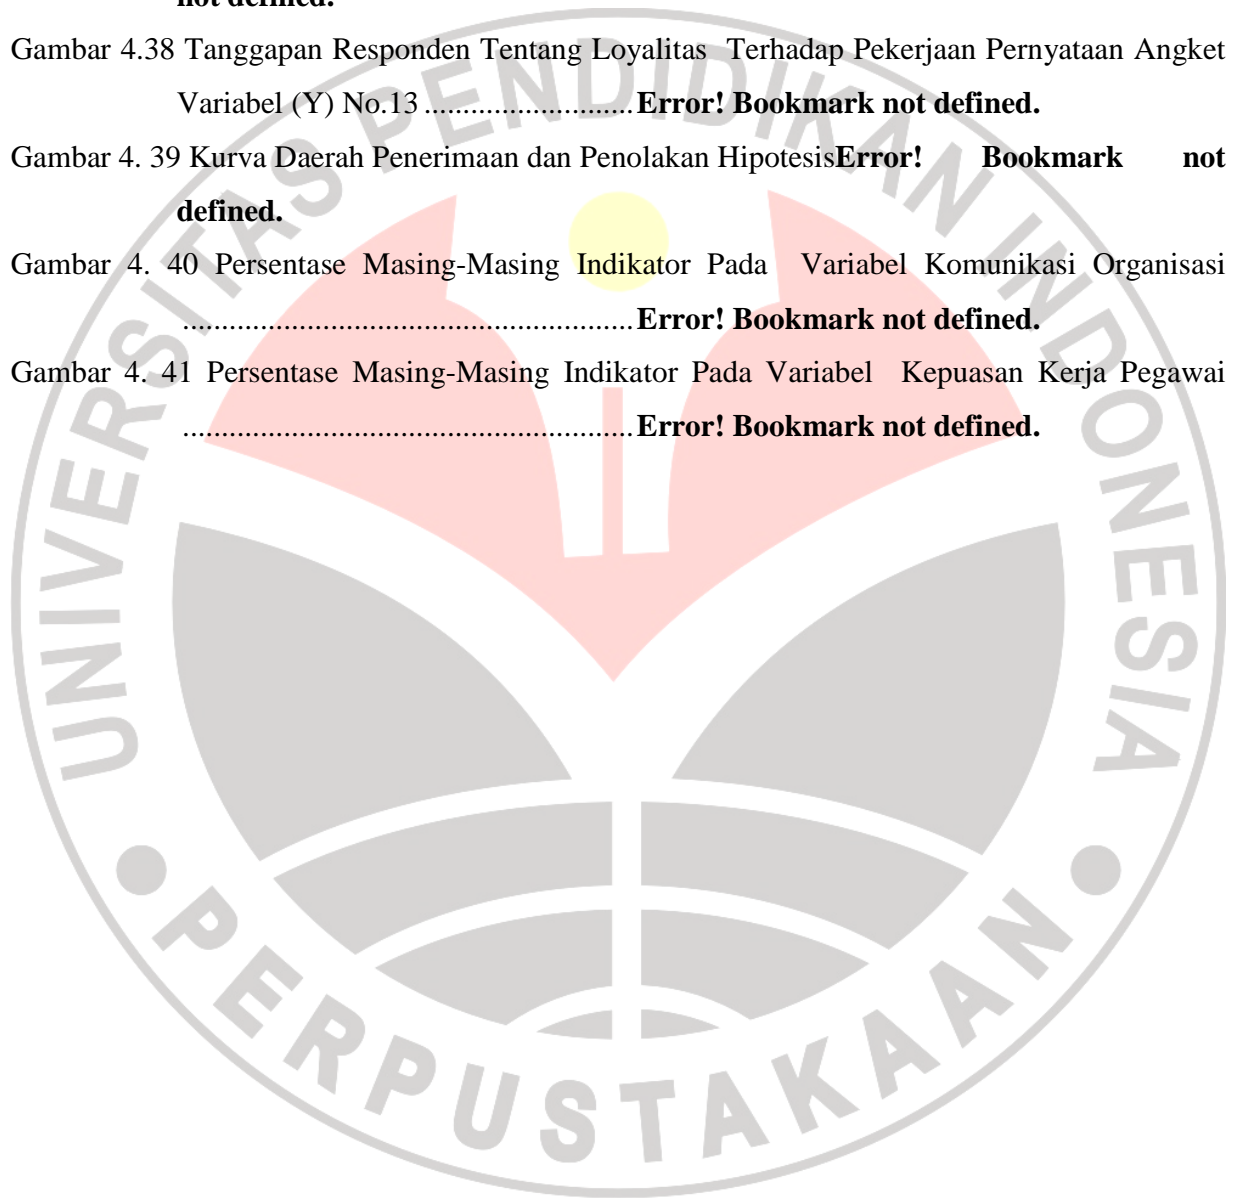 not defined.
Gambar 4.38 Tanggapan Responden Tentang Loyalitas  Terhadap Pekerjaan Pernyataan Angket
Variabel (Y) No.13 ........................... Error! Bookmark not defined.
Gambar 4. 39 Kurva Daerah Penerimaan dan Penolakan HipotesisError! Bookmark not
defined.
Gambar 4. 40 Persentase Masing-Masing Indikator Pada  Variabel Komunikasi Organisasi
.......................................................... Error! Bookmark not defined.
Gambar 4. 41 Persentase Masing-Masing Indikator Pada Variabel  Kepuasan Kerja Pegawai
.......................................................... Error! Bookmark not defined.
UNIVERSITAS PENDIDIKAN INDONESIA
PERPUSTAKAAN